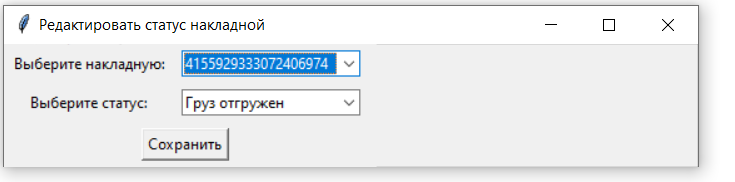 Редактировать статус накладной
Выберите накладную: 4155929333072406974
Выберите статус: Груз отгружен
Сохранить